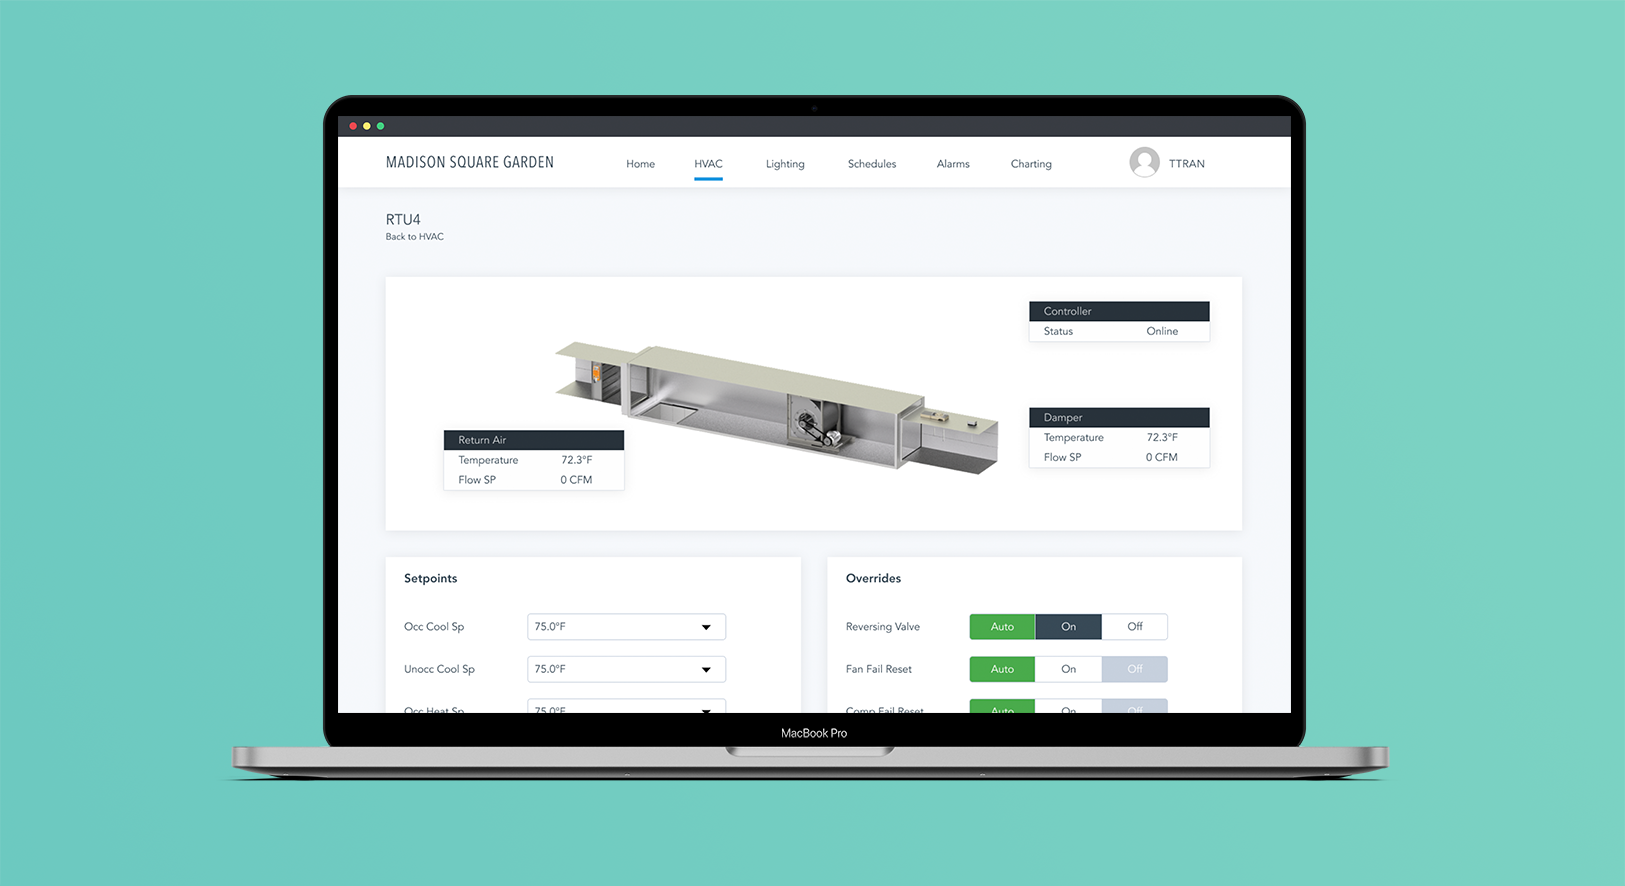 MADISON SQUARE GARDEN Home HVAC Lighting Schedules Alarms Charting TTRAN
RTU4
Back to HVAC
Controller
Status Online
Return Air
Temperature 72.3°F
Flow SP 0 CFM
Damper
Temperature 72.3°F
Flow SP 0 CFM
Setpoints
Occ Cool Sp 75.0°F
Unocc Cool Sp 75.0°F
Occ Heat Sp 75.0°F
Overrides
Reversing Valve Auto On Off
Fan Fail Reset Auto On Off
Comp Fail Reset Auto On Off
MacBook Pro